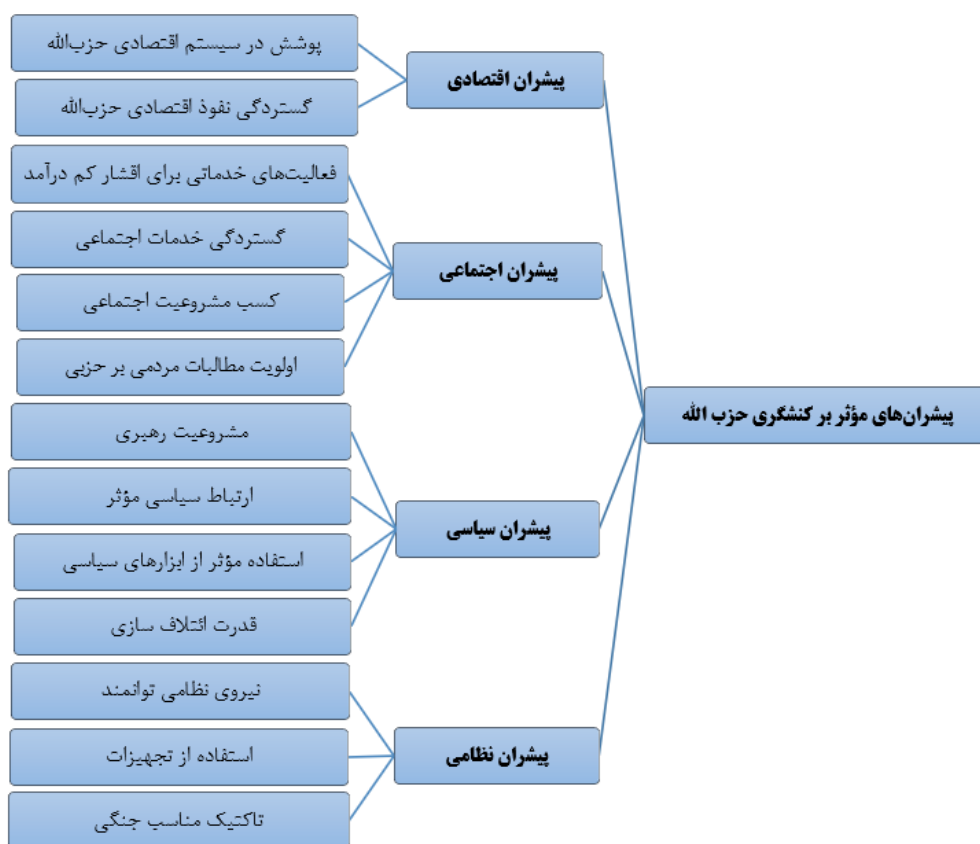 پیشران‌های مؤثر بر کنشگری حزب الله
پیشران اقتصادی
پوشش در سیستم اقتصادی حزب‌الله
گستردگی نفوذ اقتصادی حزب‌الله
پیشران اجتماعی
فعالیت‌های خدماتی برای اقشار کم درآمد
گستردگی خدمات اجتماعی
کسب مشروعیت اجتماعی
اولویت مطالبات مردمی بر حزبی
پیشران سیاسی
مشروعیت رهبری
ارتباط سیاسی مؤثر
استفاده مؤثر از ابزارهای سیاسی
قدرت ائتلاف سازی
پیشران نظامی
نیروی نظامی توانمند
استفاده از تجهیزات
تاکتیک مناسب جنگی